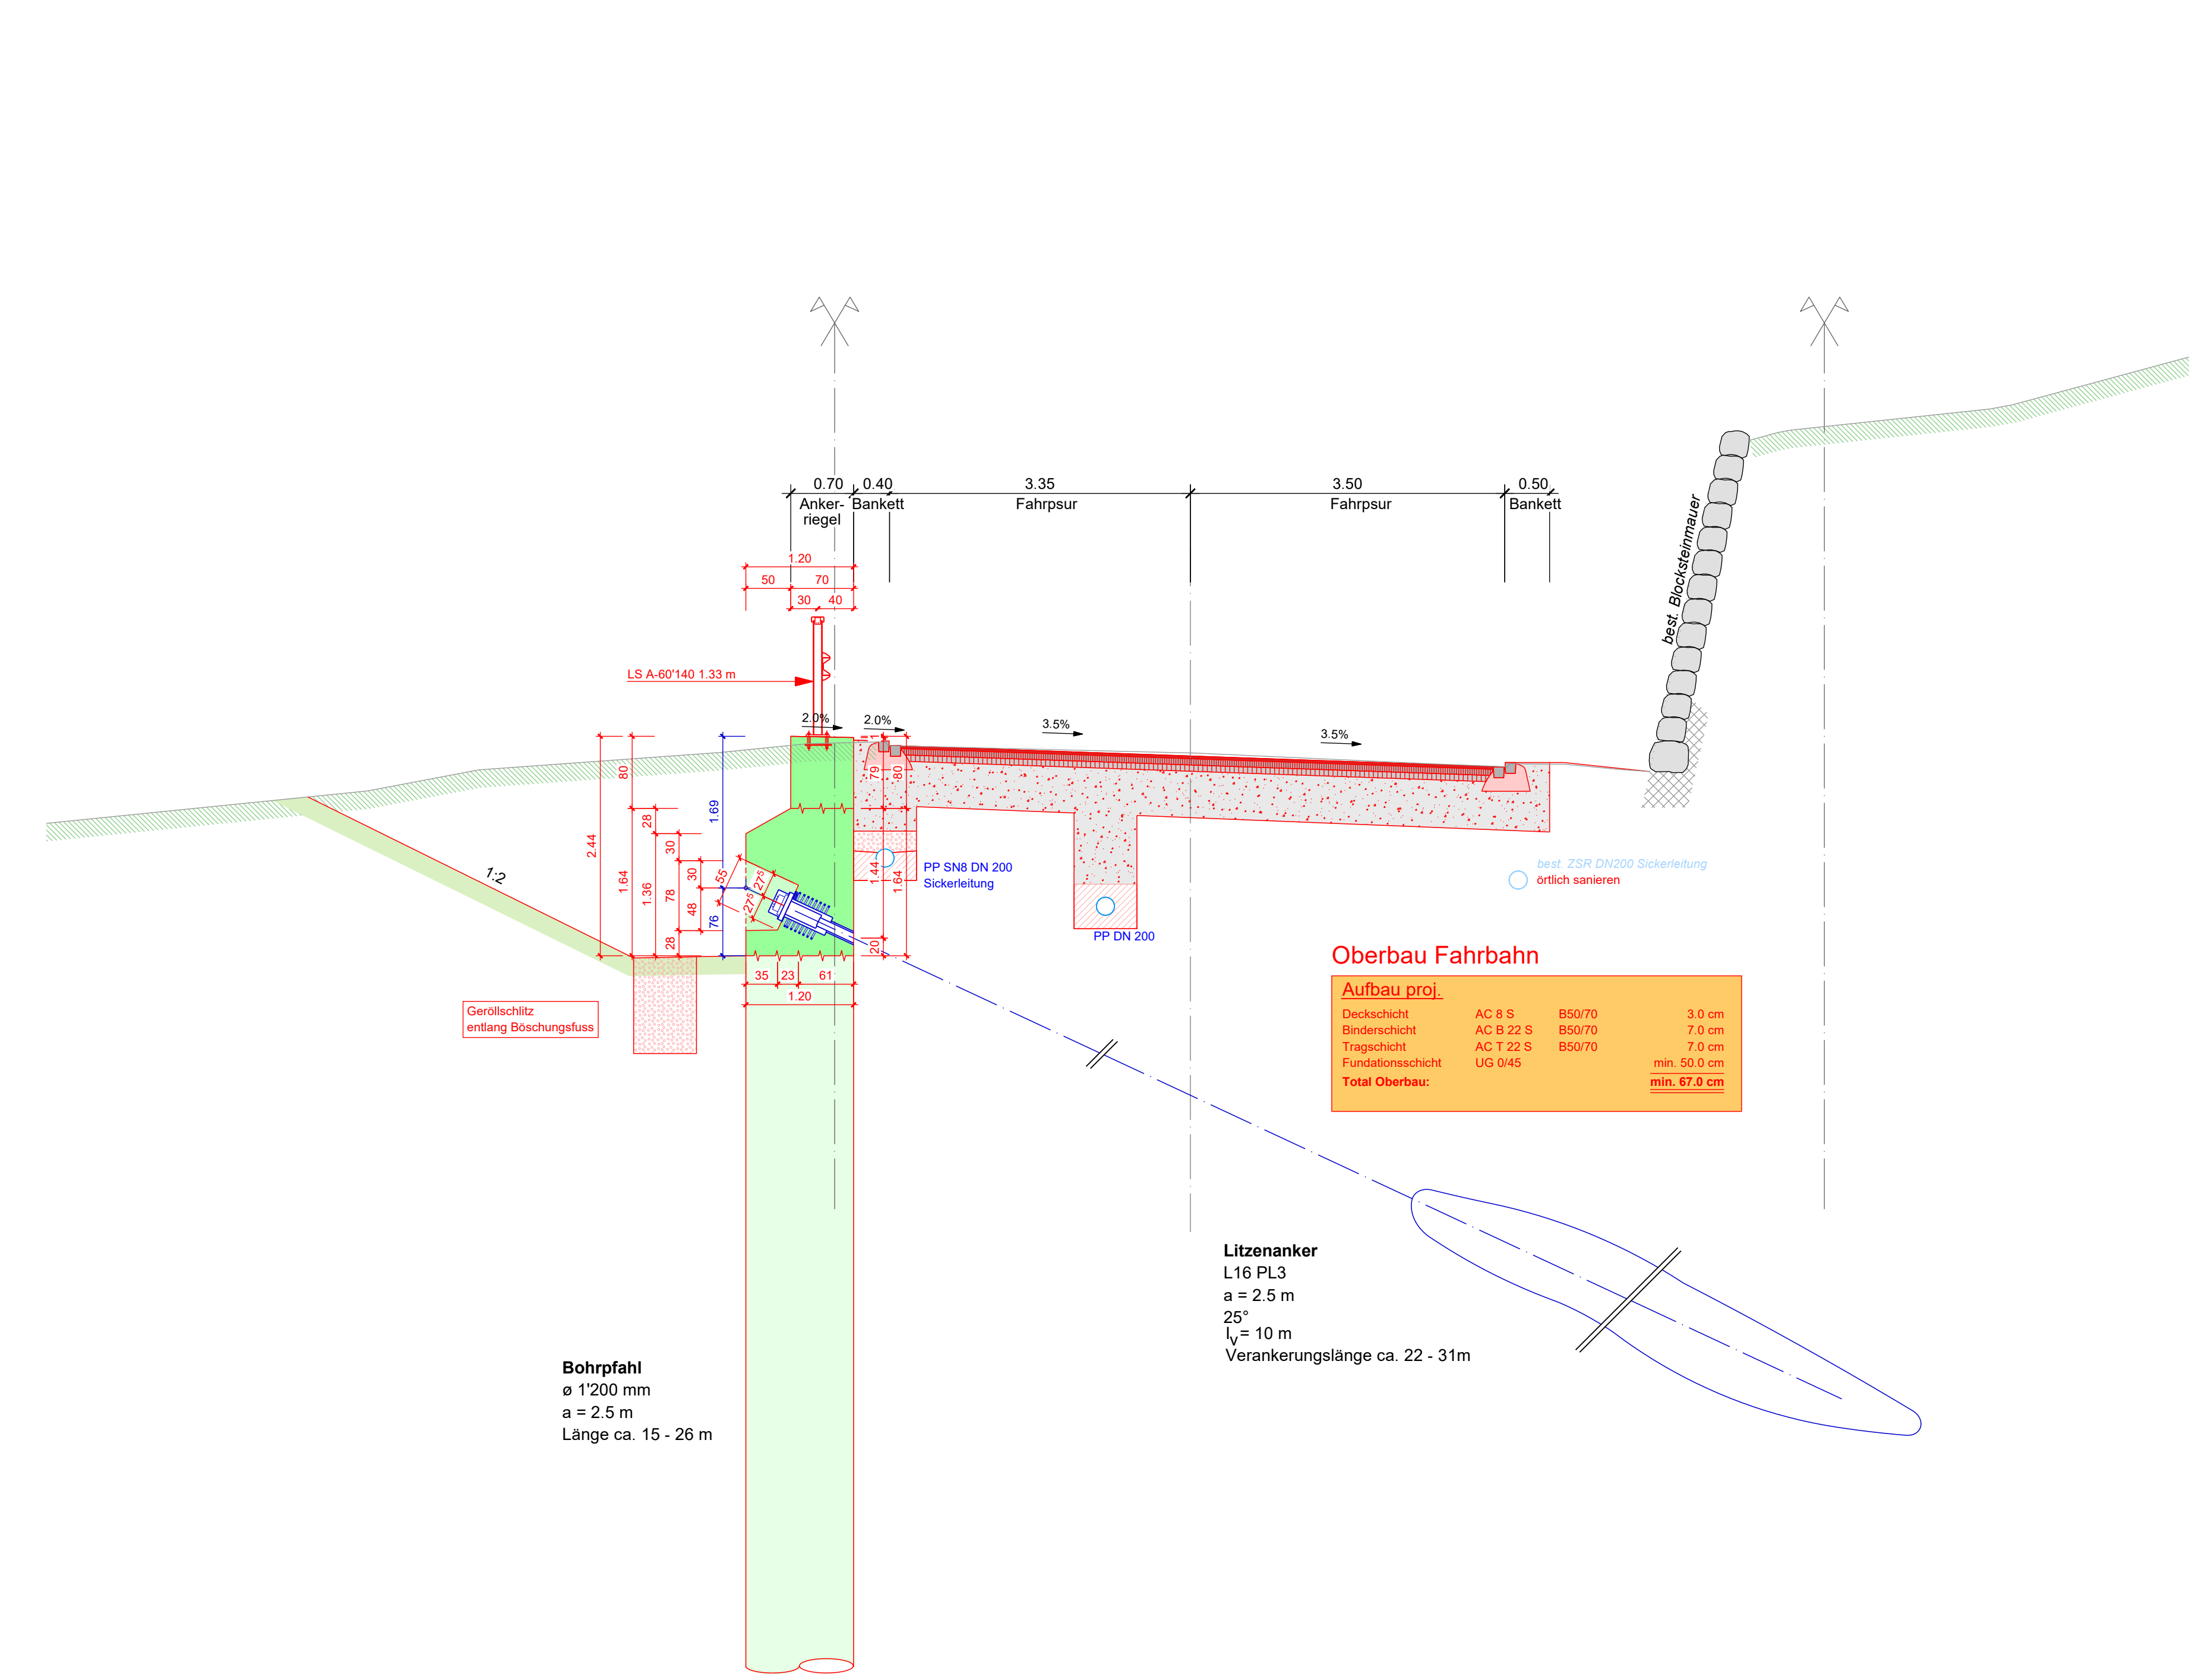 0.70
0.40
3.35
3.50
0.50
Anker-
riegel
Bankett
Fahrpsur
Fahrpsur
Bankett
1.20
50
70
30
40
best. Blocksteinmauer
LS A-60'140 1.33 m
2.0%
2.0%
3.5%
3.5%
1
79
80
1.44
1.64
20
2.44
80
1.64
28
1.36
30
78
28
30
48
1.69
76
55
27⁵
27⁵
1:2
PP SN8 DN 200
Sickerleitung
PP DN 200
best. ZSR DN200 Sickerleitung
örtlich sanieren
35
23
61
1.20
Geröllschlitz
entlang Böschungsfuss
Oberbau Fahrbahn
Aufbau proj.
Deckschicht AC 8 S B50/70 3.0 cm
Binderschicht AC B 22 S B50/70 7.0 cm
Tragschicht AC T 22 S B50/70 7.0 cm
Fundationsschicht UG 0/45 min. 50.0 cm
Total Oberbau: min. 67.0 cm
Litzenanker
L16 PL3
a = 2.5 m
25°
lv = 10 m
Verankerungslänge ca. 22 - 31m
Bohrpfahl
ø 1'200 mm
a = 2.5 m
Länge ca. 15 - 26 m